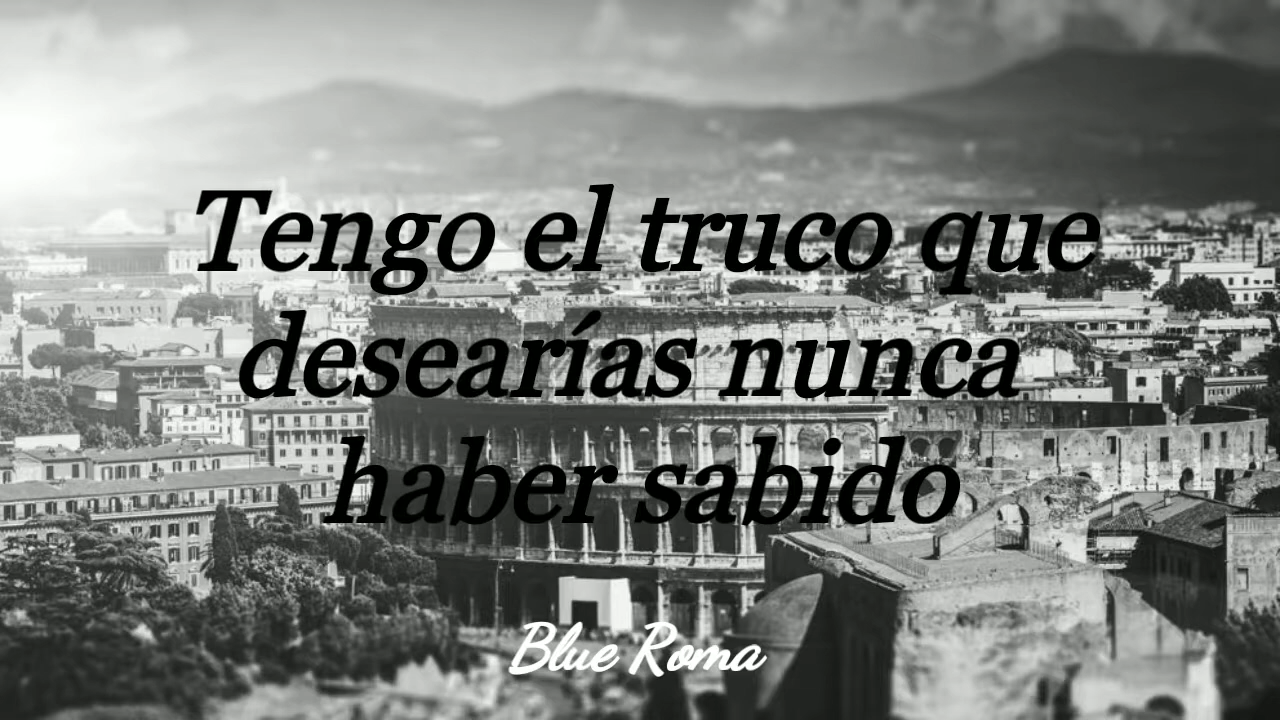 Tengo el truco que
desearías nunca
haber sabido
Blue Roma